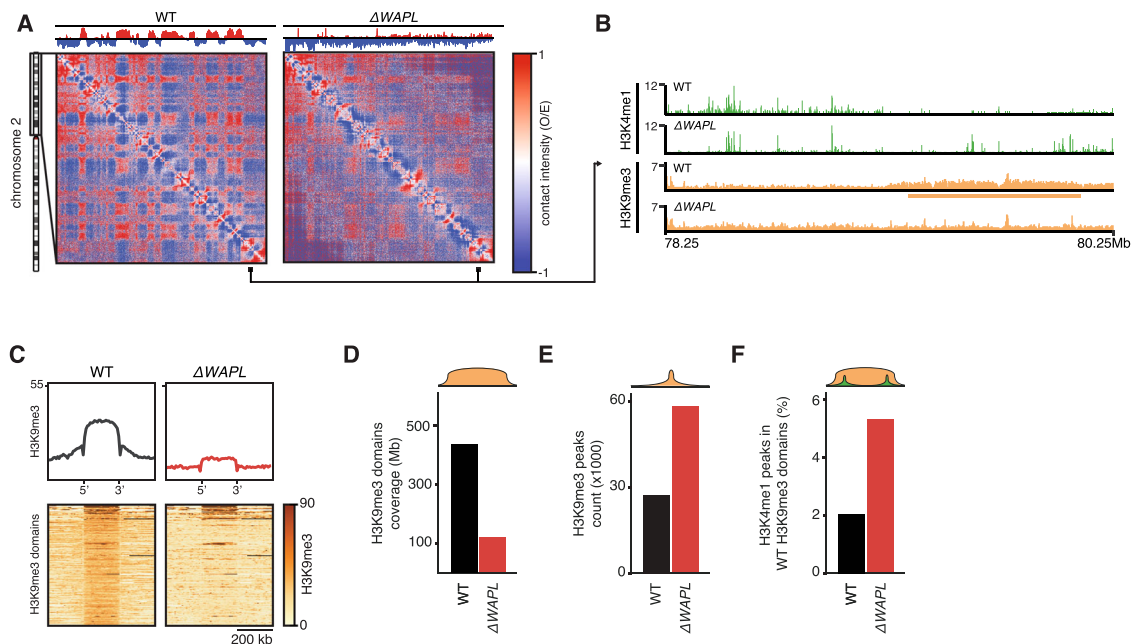 A
WT
ΔWAPL
chromosome 2
1
contact intensity (O/E)
-1
B
H3K4me1
12
WT
12
ΔWAPL
H3K9me3
7
WT
7
ΔWAPL
78.25
80.25Mb
C
WT
ΔWAPL
55
H3K9me3
5’
3’
5’
3’
H3K9me3 domains
90
H3K9me3
0
200 kb
D
H3K9me3 domains
coverage (Mb)
500
300
100
WT
ΔWAPL
E
H3K9me3 peaks
count (x1000)
60
30
0
WT
ΔWAPL
F
H3K4me1 peaks in
WT H3K9me3 domains (%)
6
4
2
0
WT
ΔWAPL